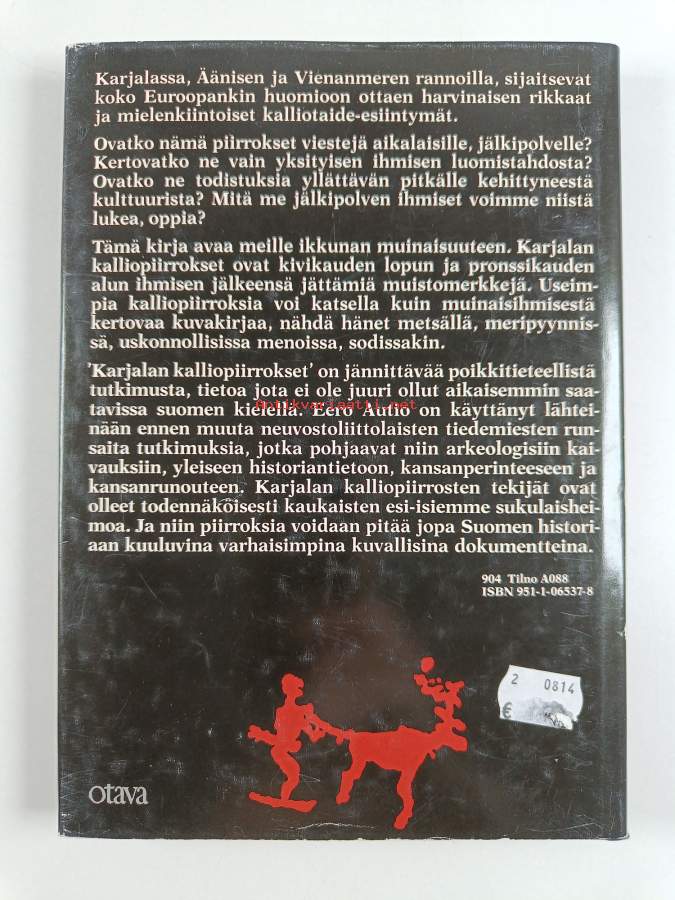 Karjalassa, Äänisen ja Vienanmeren rannoilla, sijaitsevat
koko Euroopankin huomioon ottaen harvinaisen rikkaat
ja mielenkiintoiset kalliotaide-esiintymät.
Ovatko nämä piirrokset viestejä aikalaisille, jälkipolvelle?
Kertovatko ne vain yksityisen ihmisen luomistahdosta?
Ovatko ne todistuksia yllättävän pitkälle kehittyneestä
kulttuurista? Mitä me jälkipolven ihmiset voimme niistä
lukea, oppia?
Tämä kirja avaa meille ikkunan muinaisuuteen. Karjalan
kalliopiirrokset ovat kivikauden lopun ja pronssikauden
alun ihmisen jälkeensä jättämiä muistomerkkejä. Useim-
pia kalliopiirroksia voi katsella kuin muinaisihmisestä
kertovaa kuvakirjaa, nähdä hänet metsällä, meripyynnis-
sä, uskonnollisissa menoissa, sodissakin.
'Karjalan kalliopiirrokset' on jännittävää poikkitieteellistä
tutkimusta, tietoa jota ei ole juuri ollut aikaisemmin saa-
tavissa suomen kielellä. Eero Autio on käyttänyt lähtei-
Antikvariaatti.net
nään ennen muuta neuvostoliittolaisten tiedemiesten run-
saita tutkimuksia, jotka pohjaavat niin arkeologisiin kai-
vauksiin, yleiseen historiantietoon, kansanperinteeseen ja
kansanrunouteen. Karjalan kalliopiirrosten tekijät ovat
olleet todennäköisesti kaukaisten esi-isiemme sukulaishei-
moa. Ja niin piirroksia voidaan pitää jopa Suomen histori-
aan kuuluvina varhaisimpina kuvallisina dokumentteina.
904 Tilno A088
ISBN 951-1-06537-8
2 0814
€
otava